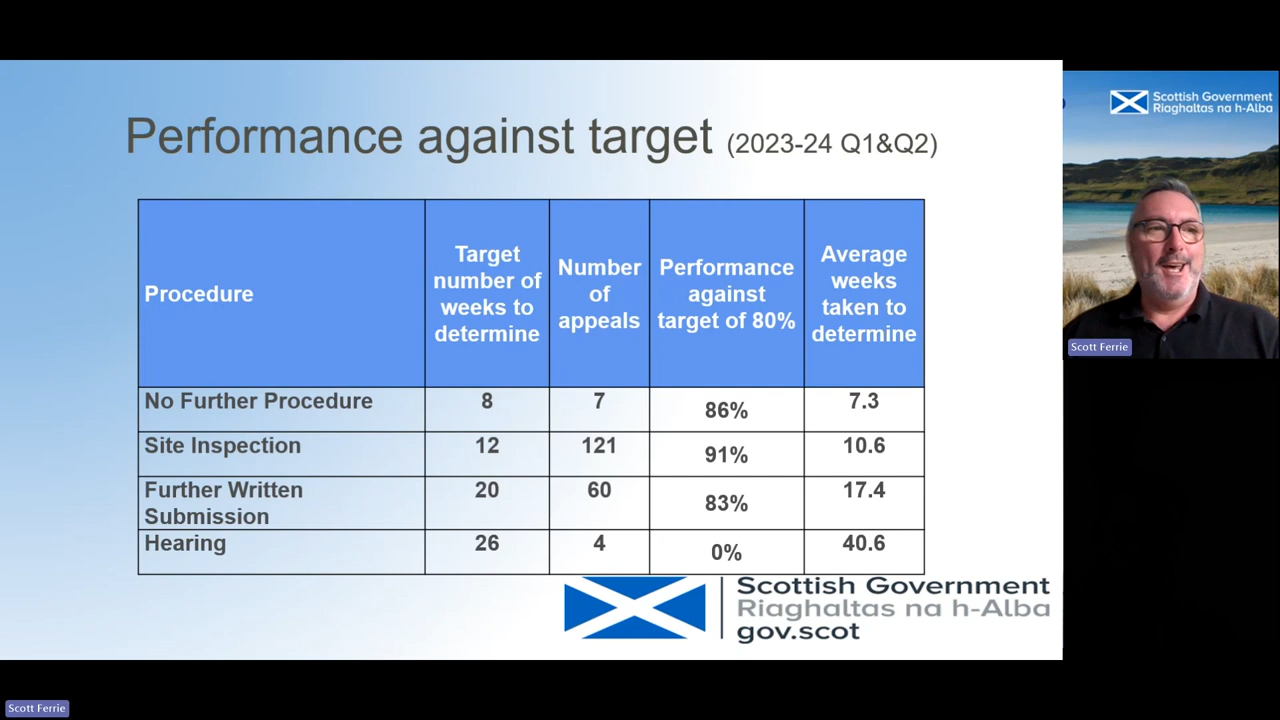 Performance against target (2023-24 Q1&Q2)
Procedure
Target
number of
weeks to
determine
Number
of
appeals
Performance
against
target of 80%
Average
weeks
taken to
determine
No Further Procedure
8
7
86%
7.3
Site Inspection
12
121
91%
10.6
Further Written
Submission
20
60
83%
17.4
Hearing
26
4
0%
40.6
Scottish Government
Riaghaltas na h-Alba
gov.scot
Scottish Government
Riaghaltas na h-Alba
Scott Ferrie
Scott Ferrie